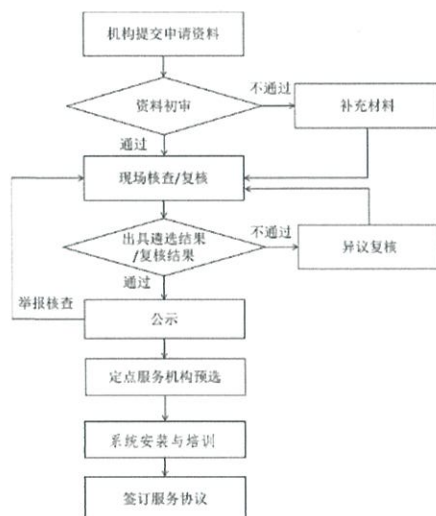 机构提交申请资料
不通过
资料初审
补充材料
通过
现场核查/复核
出具遴选结果
/复核结果
不通过
异议复核
通过
举报核查
公示
定点服务机构预选
系统安装与培训
签订服务协议